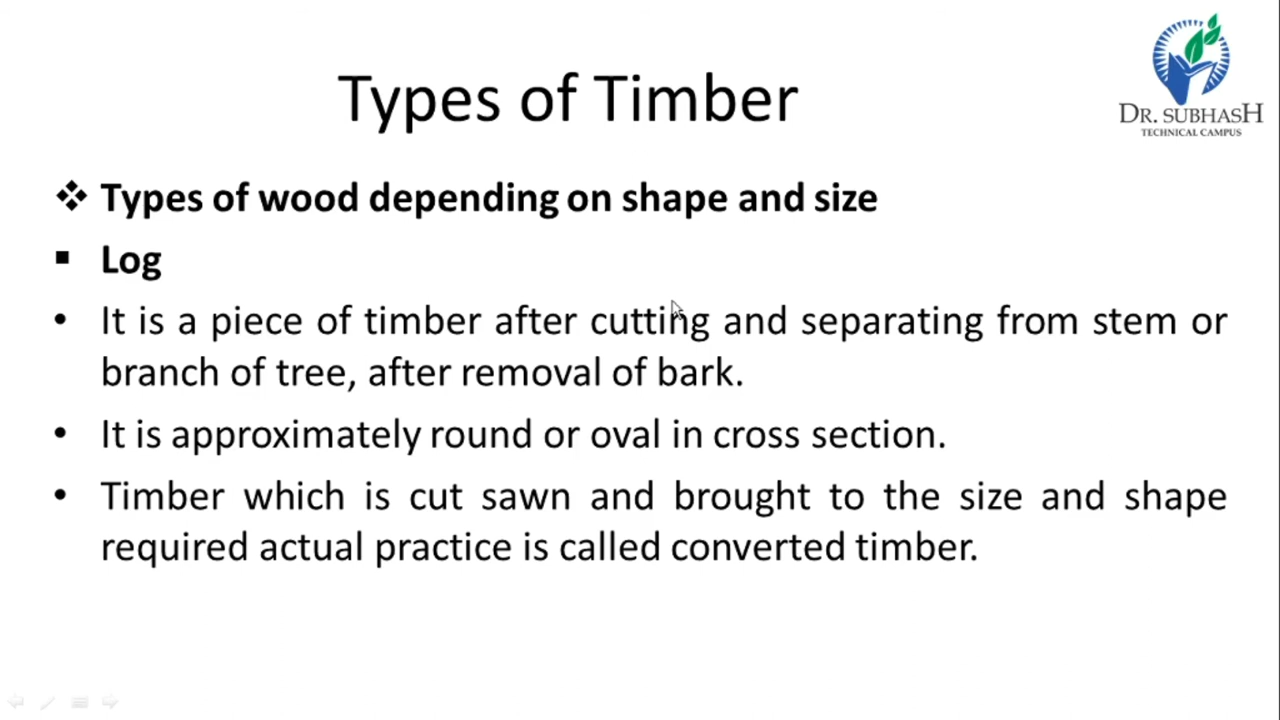 DR. SUBHASH
TECHNICAL CAMPUS
Types of Timber
❖ Types of wood depending on shape and size
▪ Log
• It is a piece of timber after cutting and separating from stem or
branch of tree, after removal of bark.
• It is approximately round or oval in cross section.
• Timber which is cut sawn and brought to the size and shape
required actual practice is called converted timber.